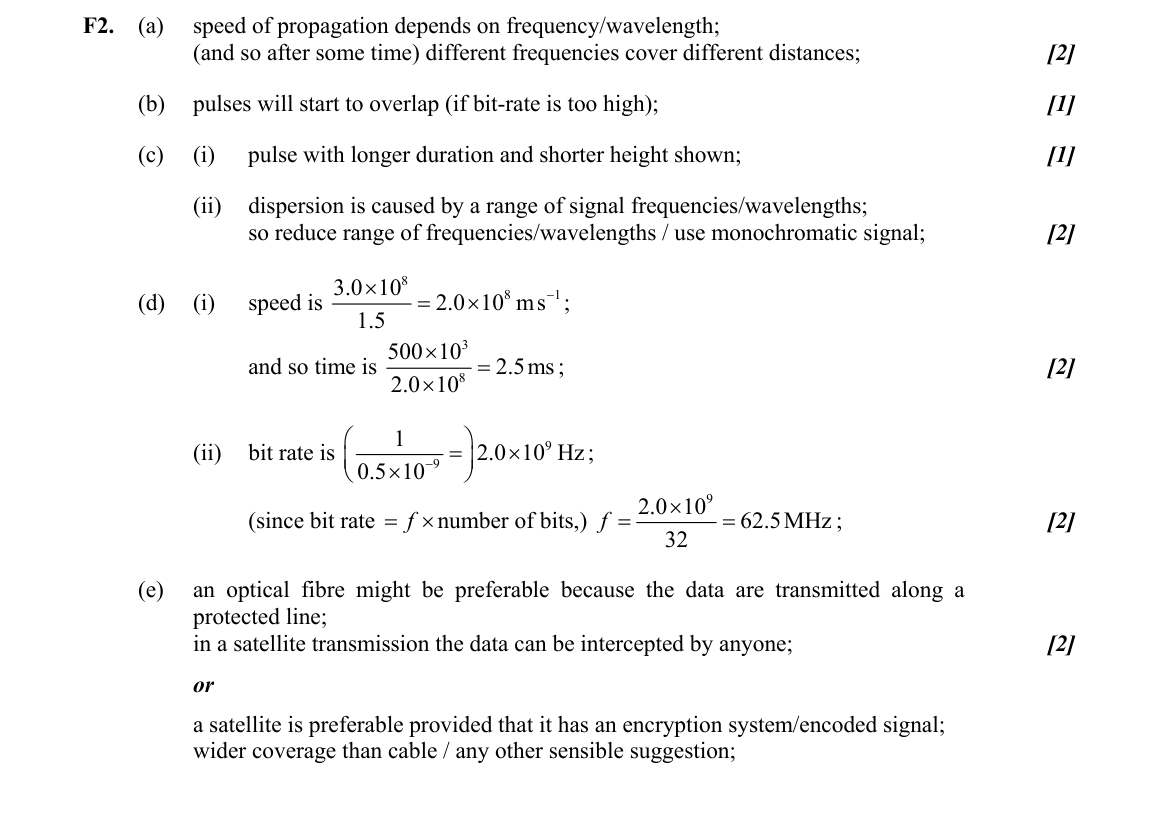 F2. (a) speed of propagation depends on frequency/wavelength;
(and so after some time) different frequencies cover different distances; [2]
(b) pulses will start to overlap (if bit-rate is too high); [1]
(c) (i) pulse with longer duration and shorter height shown; [1]
(ii) dispersion is caused by a range of signal frequencies/wavelengths;
so reduce range of frequencies/wavelengths / use monochromatic signal; [2]
(d) (i) speed is \frac{3.0×10^8}{1.5} = 2.0×10^8 m s^{-1};
and so time is \frac{500×10^3}{2.0×10^8} = 2.5 ms; [2]
(ii) bit rate is \left(\frac{1}{0.5×10^{-9}} =\right) 2.0×10^9 Hz;
(since bit rate = f × number of bits,) f = \frac{2.0×10^9}{32} = 62.5 MHz; [2]
(e) an optical fibre might be preferable because the data are transmitted along a
protected line;
in a satellite transmission the data can be intercepted by anyone; [2]
or
a satellite is preferable provided that it has an encryption system/encoded signal;
wider coverage than cable / any other sensible suggestion;